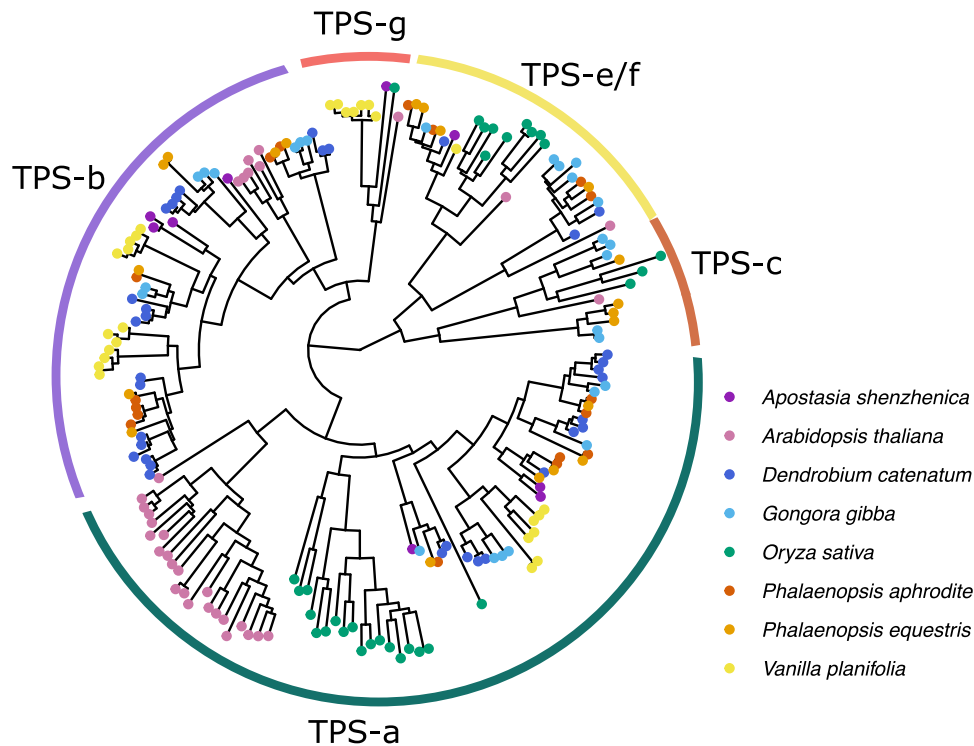 TPS-g
TPS-e/f
TPS-b
TPS-c
Apostasia shenzhenica
Arabidopsis thaliana
Dendrobium catenatum
Gongora gibba
Oryza sativa
Phalaenopsis aphrodite
Phalaenopsis equestris
Vanilla planifolia
TPS-a